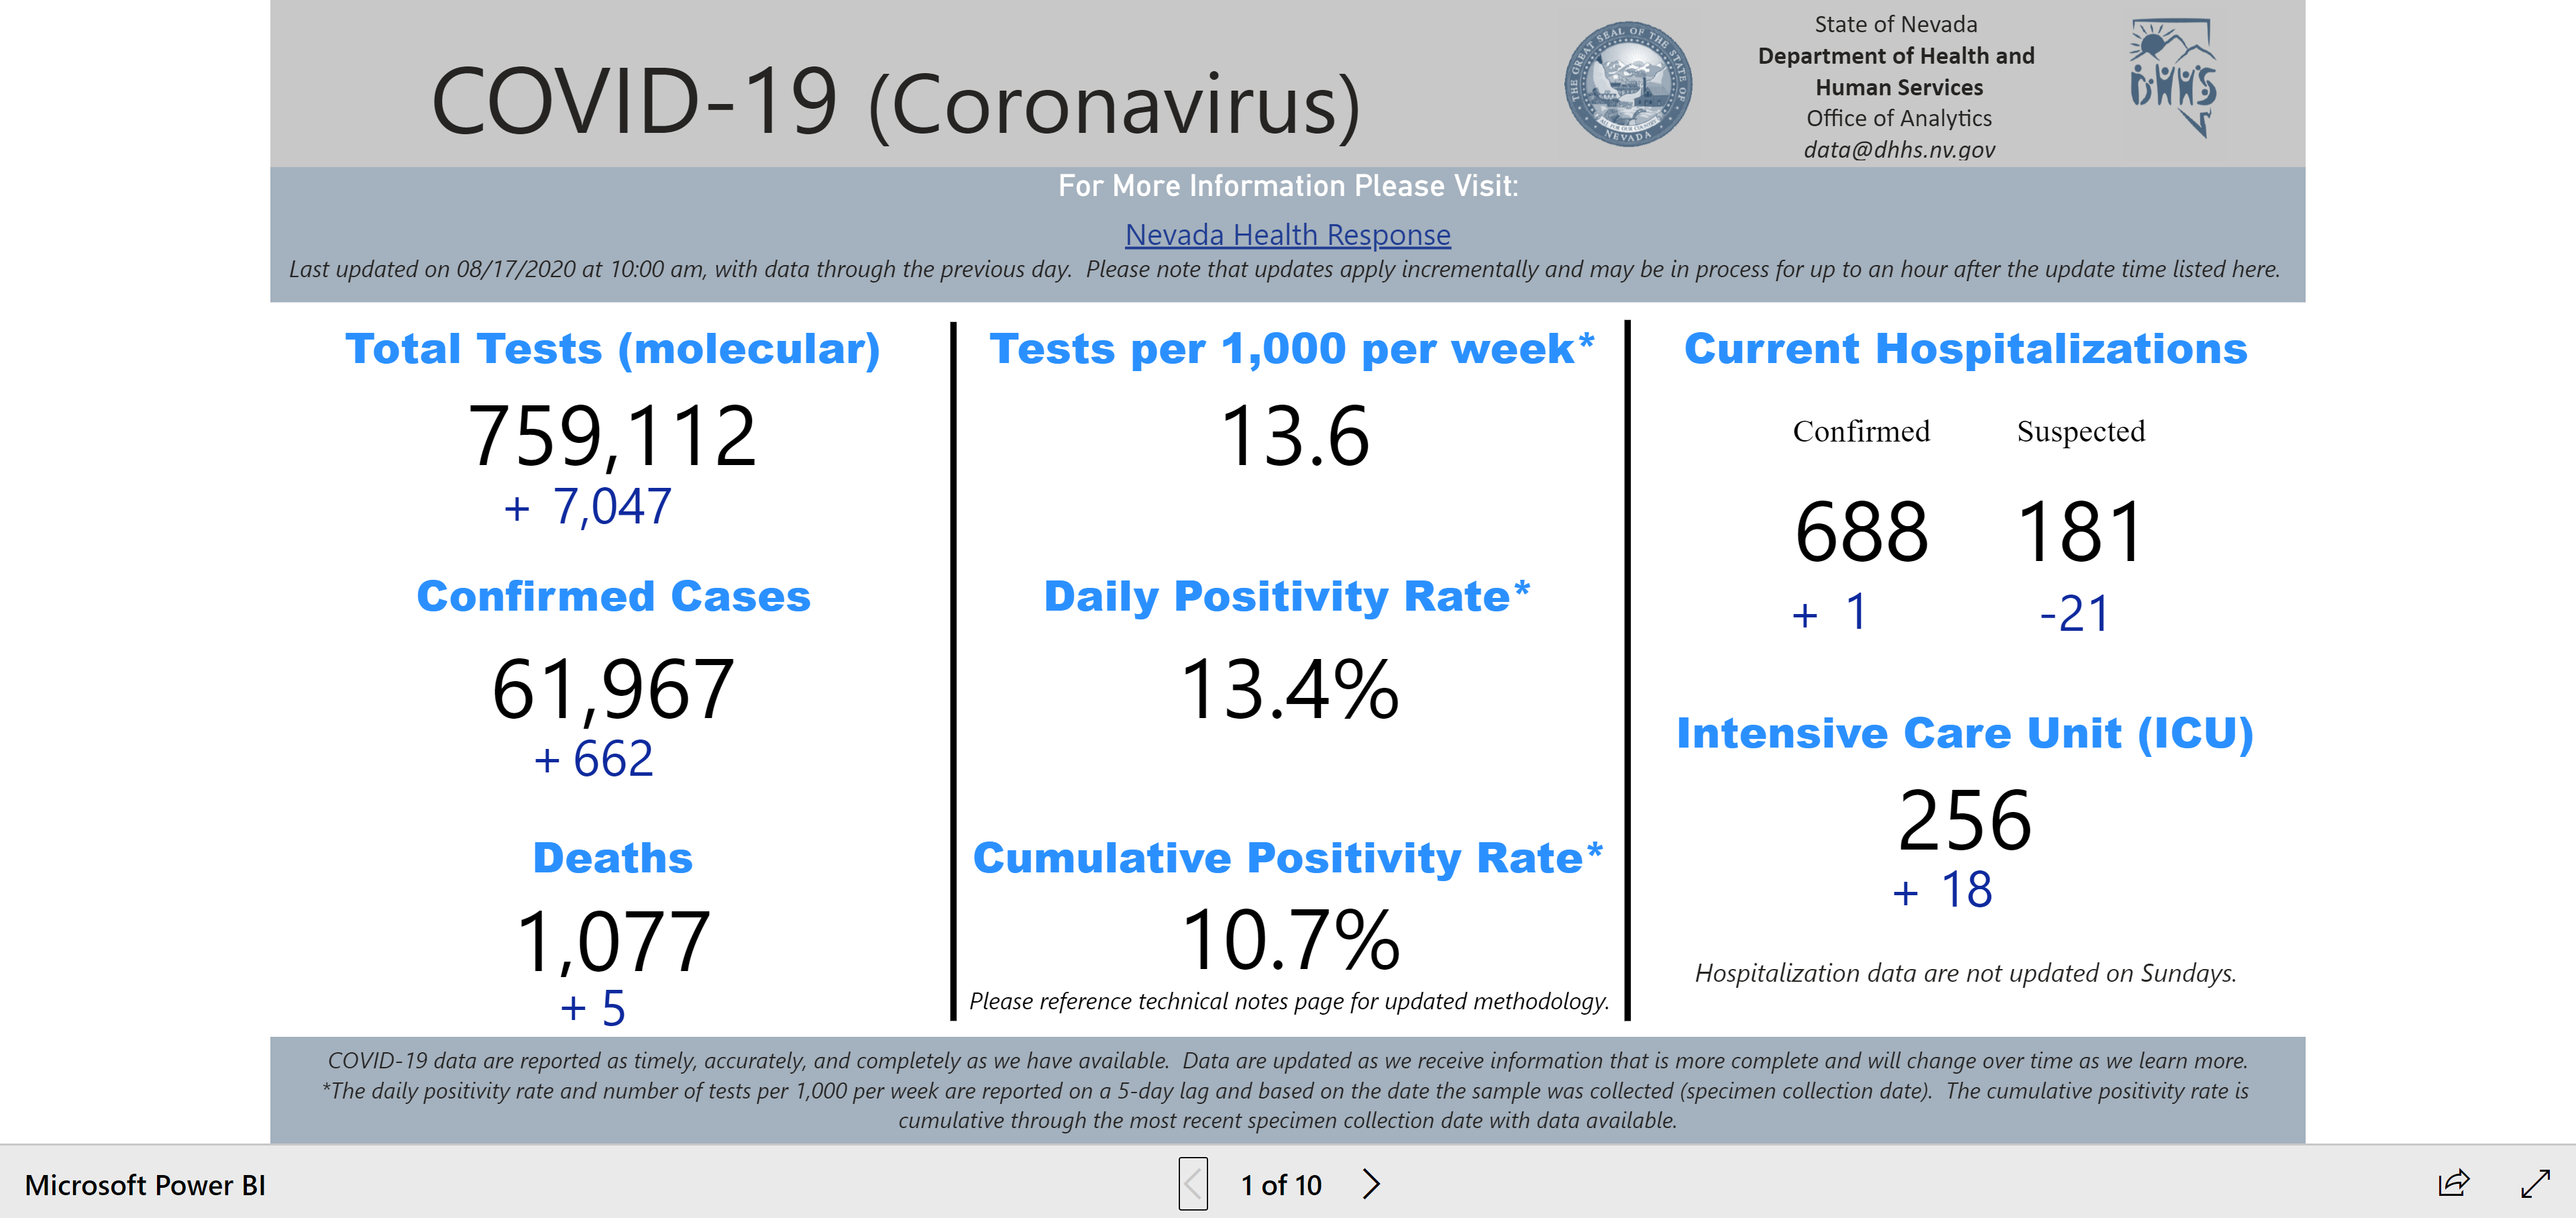 COVID-19 (Coronavirus)
THE GREAT SEAL OF THE STATE OF
ALL FOR OUR COUNTRY
NEVADA
State of Nevada
Department of Health and
Human Services
Office of Analytics
data@dhhs.nv.gov
DHHS
For More Information Please Visit:
Nevada Health Response
Last updated on 08/17/2020 at 10:00 am, with data through the previous day.  Please note that updates apply incrementally and may be in process for up to an hour after the update time listed here.
Total Tests (molecular)
759,112
+ 7,047
Confirmed Cases
61,967
+ 662
Deaths
1,077
+ 5
Tests per 1,000 per week*
13.6
Daily Positivity Rate*
13.4%
Cumulative Positivity Rate*
10.7%
Please reference technical notes page for updated methodology.
Current Hospitalizations
Confirmed Suspected
688 181
+ 1 -21
Intensive Care Unit (ICU)
256
+ 18
Hospitalization data are not updated on Sundays.
COVID-19 data are reported as timely, accurately, and completely as we have available.  Data are updated as we receive information that is more complete and will change over time as we learn more.
*The daily positivity rate and number of tests per 1,000 per week are reported on a 5-day lag and based on the date the sample was collected (specimen collection date).  The cumulative positivity rate is
cumulative through the most recent specimen collection date with data available.
Microsoft Power BI
1 of 10